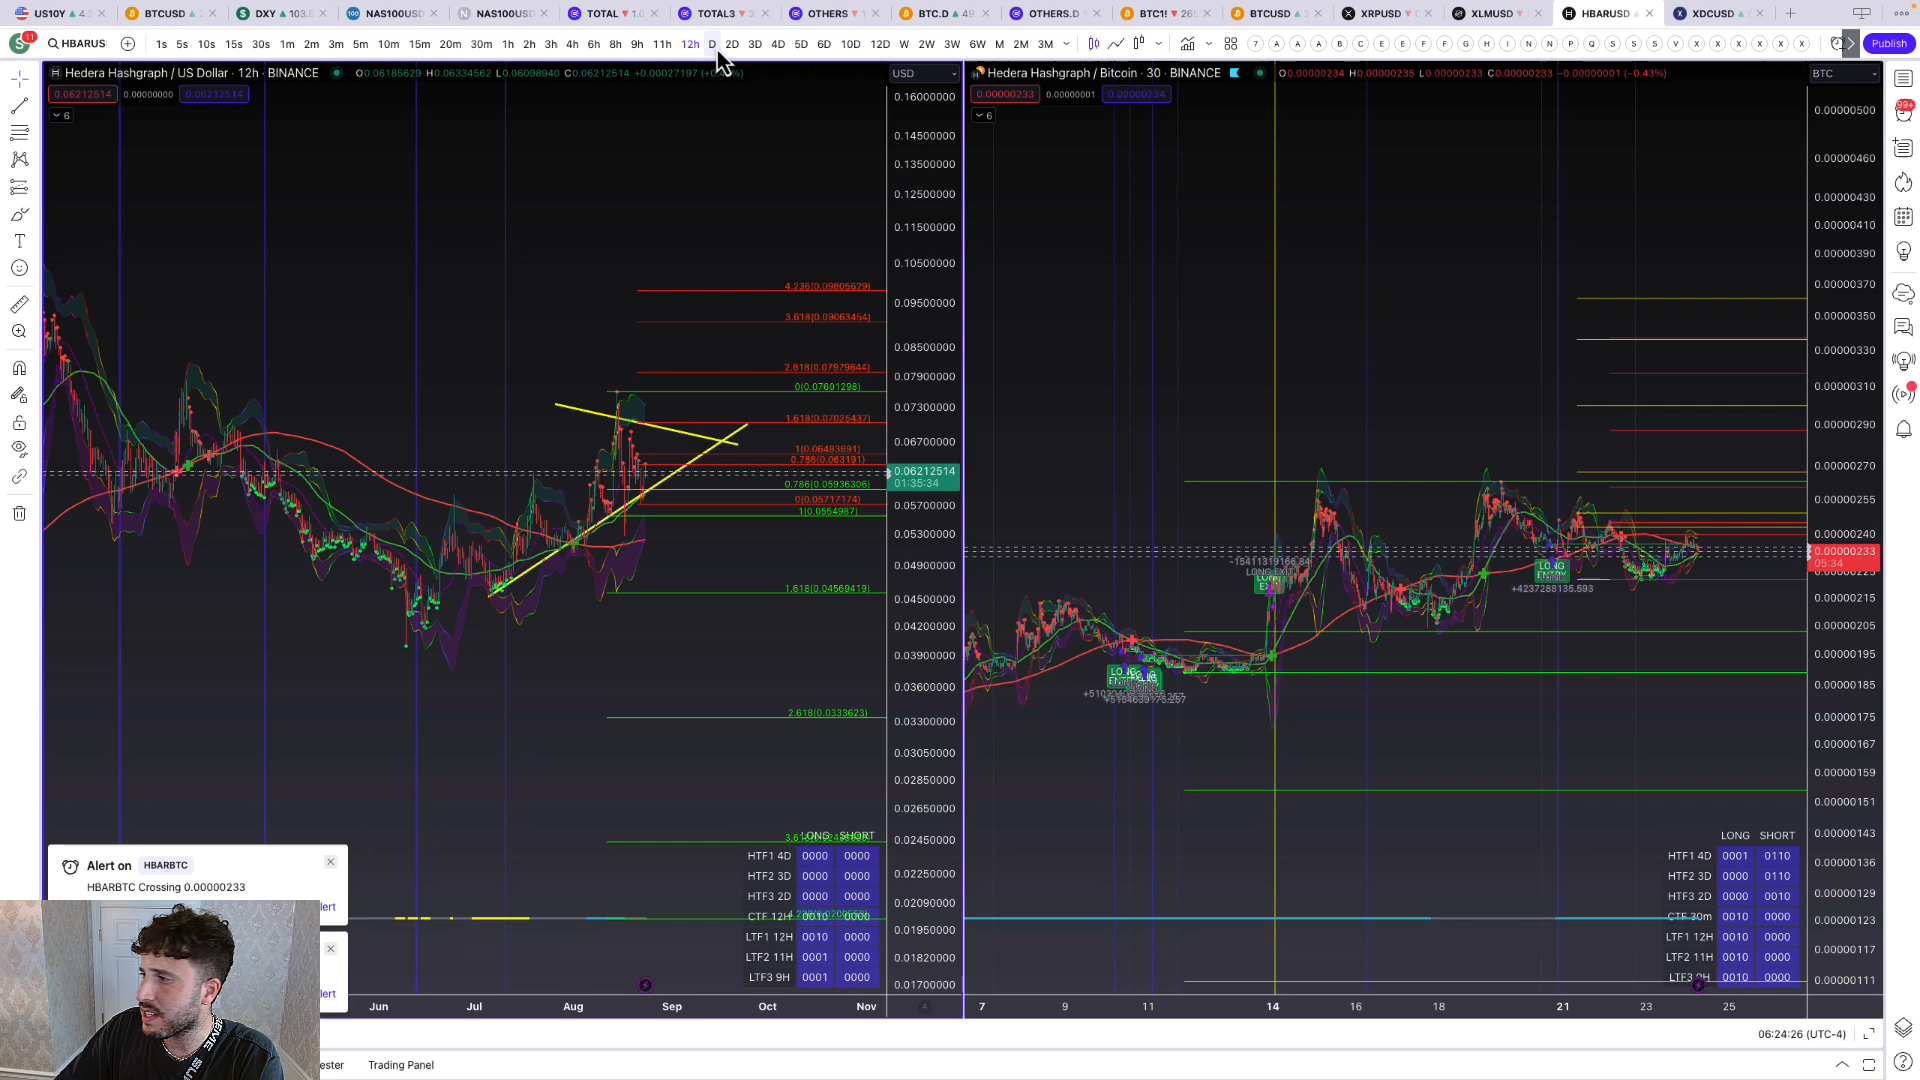 US10Y 4.2
BTCUSD 2
DXY 103.5
NAS100USD
NAS100USD
TOTAL 1.0
TOTAL3
OTHERS
BTC.D 49
OTHERS.D
BTC1! 26
BTCUSD
XRPUSD
XLMUSD
HBARUSD
XDCUSD
S 11 HBARUS 1s 5s 10s 15s 30s 1m 2m 3m 5m 10m 15m 20m 30m 1h 2h 3h 4h 6h 8h 9h 11h 12h D 2D 3D 4D 5D 6D 10D 12D W 2W 3W 6W M 2M 3M
7 A A A B C E E F F G H I N N P Q S S S V X X X X X Publish
Hedera Hashgraph / US Dollar · 12h · BINANCE O0.06185629 H0.06334562 L0.06098940 C0.06212514 +0.00027197
0.06212514 0.00000000 0.06212514
6
USD
0.16000000
0.14500000
0.13500000
0.12500000
0.11500000
0.10500000
0.09500000
0.08500000
0.07900000
0.07300000
0.06700000
0.06212514
01:35:34
0.05700000
0.05300000
0.04900000
0.04500000
0.04200000
0.03900000
0.03600000
0.03300000
0.03050000
0.02850000
0.02650000
0.02450000
0.02250000
0.02090000
0.01950000
0.01820000
0.01700000
4.236(0.09805629)
3.618(0.09063454)
2.618(0.07979644)
0(0.07601298)
1.618(0.07025437)
1(0.06493691)
0.786(0.063191)
0.786(0.05936306)
0(0.05717174)
1(0.0554987)
1.618(0.04569419)
2.618(0.0333623)
LONG SHORT
HTF1 4D 0000 0000
HTF2 3D 0000 0000
HTF3 2D 0000 0000
CTF 12H 0010 0000
LTF1 12H 0010 0000
LTF2 11H 0001 0000
LTF3 9H 0001 0000
Jun Jul Aug Sep Oct Nov
Alert on HBARBTC
HBARBTC Crossing 0.00000233
lert
lert
ester Trading Panel
Hedera Hashgraph / Bitcoin · 30 · BINANCE O0.00000234 H0.00000235 L0.00000233 C0.00000233 −0.00000001 (−0.43%)
0.00000233 0.00000001 0.00000234
6
BTC
0.00000500
0.00000460
0.00000430
0.00000410
0.00000390
0.00000370
0.00000350
0.00000330
0.00000310
0.00000290
0.00000270
0.00000255
0.00000240
0.00000233
05:34
0.00000215
0.00000205
0.00000195
0.00000185
0.00000175
0.00000167
0.00000159
0.00000151
0.00000143
0.00000136
0.00000129
0.00000123
0.00000117
0.00000111
LONG EXIT
LONG
LONG
+4237288135.593
LONG
LONG SHORT
HTF1 4D 0001 0110
HTF2 3D 0000 0110
HTF3 2D 0010 0010
CTF 30m 0010 0000
LTF1 12H 0010 0000
LTF2 11H 0010 0000
LTF3 9H 0010 0000
7 9 11 14 16 18 21 23 25
06:24:26 (UTC-4)
99+